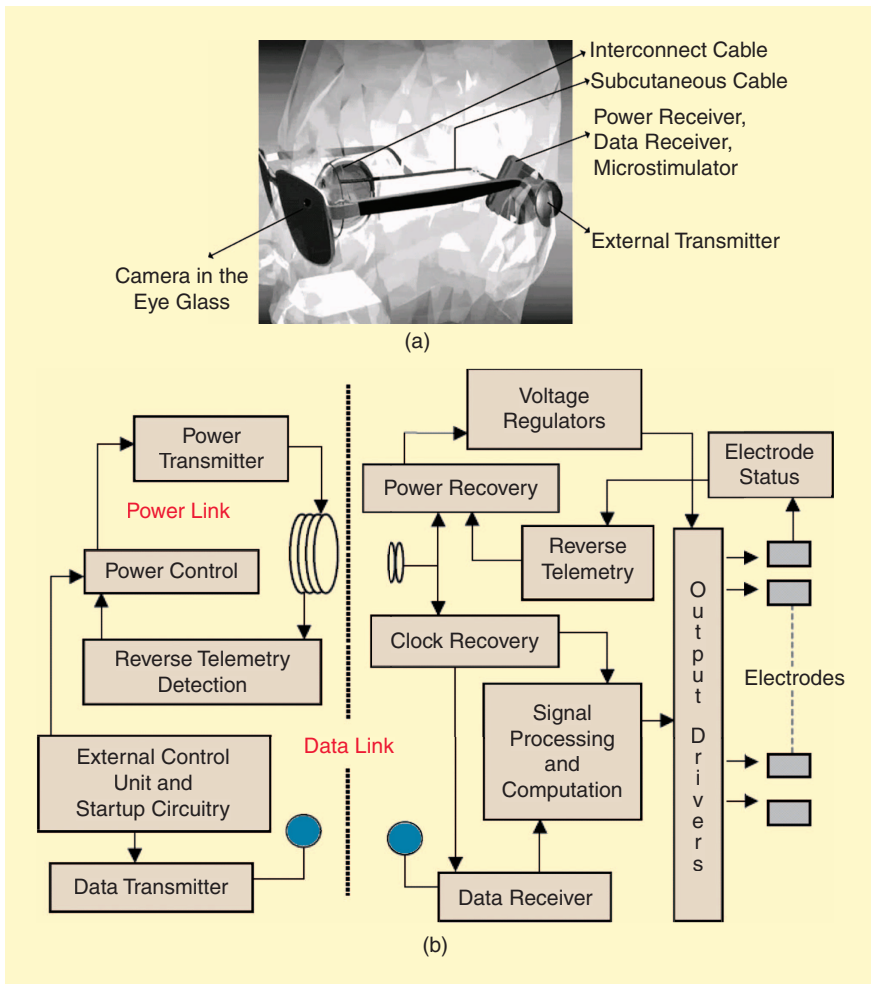 Interconnect Cable
Subcutaneous Cable
Power Receiver,
Data Receiver,
Microstimulator
External Transmitter
Camera in the
Eye Glass
(a)
Power
Transmitter
Power Link
Power Control
Reverse Telemetry
Detection
External Control
Unit and
Startup Circuitry
Data Transmitter
Data Link
Voltage
Regulators
Power Recovery
Reverse
Telemetry
Electrode
Status
Clock Recovery
Signal
Processing
and
Computation
Data Receiver
Output Drivers
Electrodes
(b)